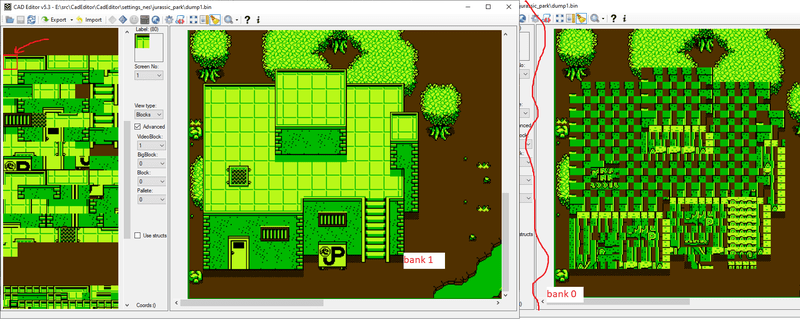 CAD Editor v5.3 - E:\src\CadEditor\CadEditor\settings_nes\jurassic_park\dump1.bin
_park\dump1.bin
Export
Import
?
i
?
i
Label: (80)
Screen No:
1
View type:
Blocks
Advanced
VideoBlock:
1
BigBlock:
0
Block:
0
Pallete:
0
Use structs
Coords:()
JP
bank 1
bank 0